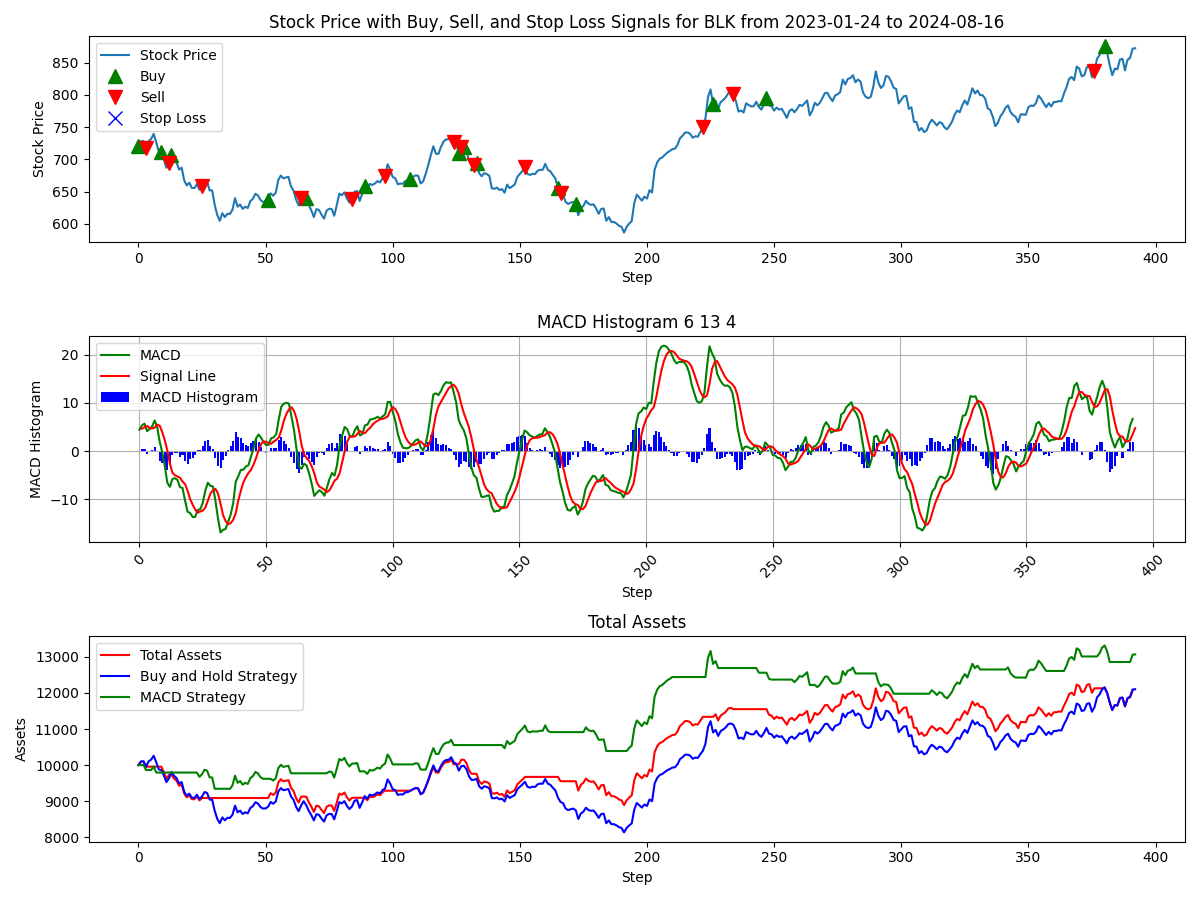 Stock Price with Buy, Sell, and Stop Loss Signals for BLK from 2023-01-24 to 2024-08-16
Stock Price
Buy
Sell
Stop Loss
Stock Price
850
800
750
700
650
600
0 50 100 150 200 250 300 350 400
Step
MACD Histogram 6 13 4
MACD
Signal Line
MACD Histogram
MACD Histogram
20
10
0
−10
0 50 100 150 200 250 300 350 400
Step
Total Assets
Total Assets
Buy and Hold Strategy
MACD Strategy
Assets
13000
12000
11000
10000
9000
8000
0 50 100 150 200 250 300 350 400
Step